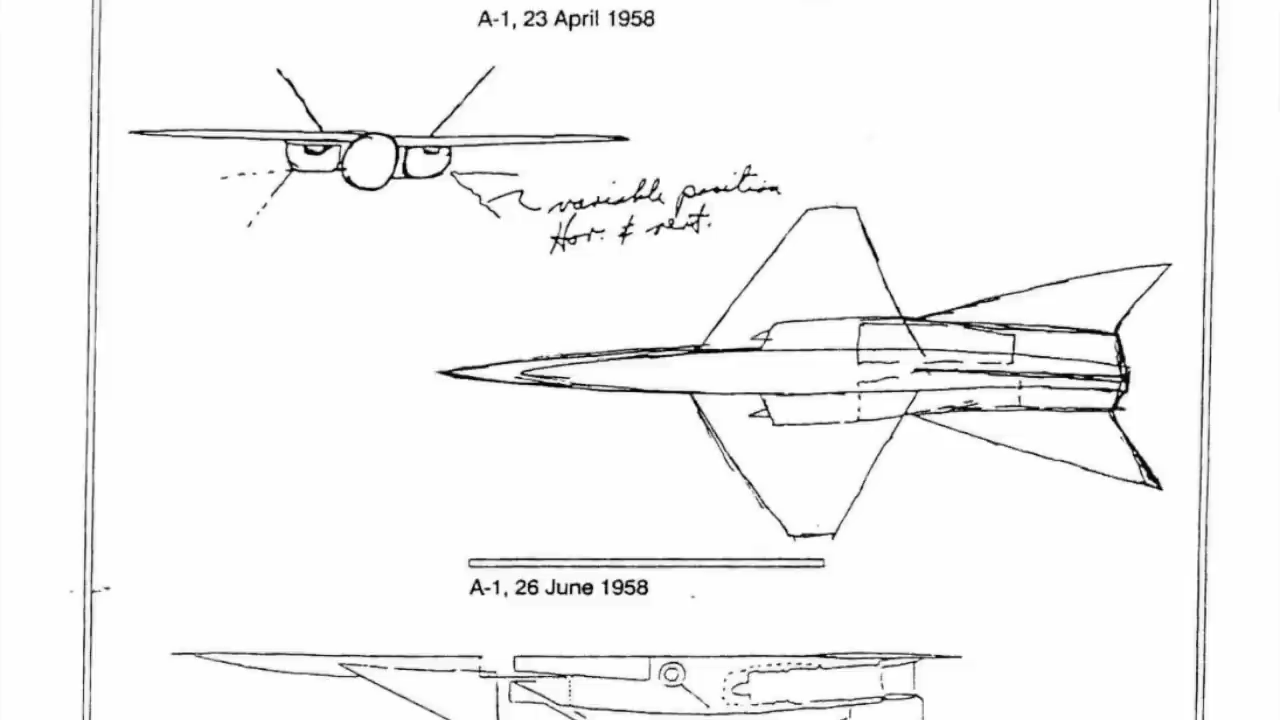 A-1, 23 April 1958
variable position
Hor. & vert.
A-1, 26 June 1958